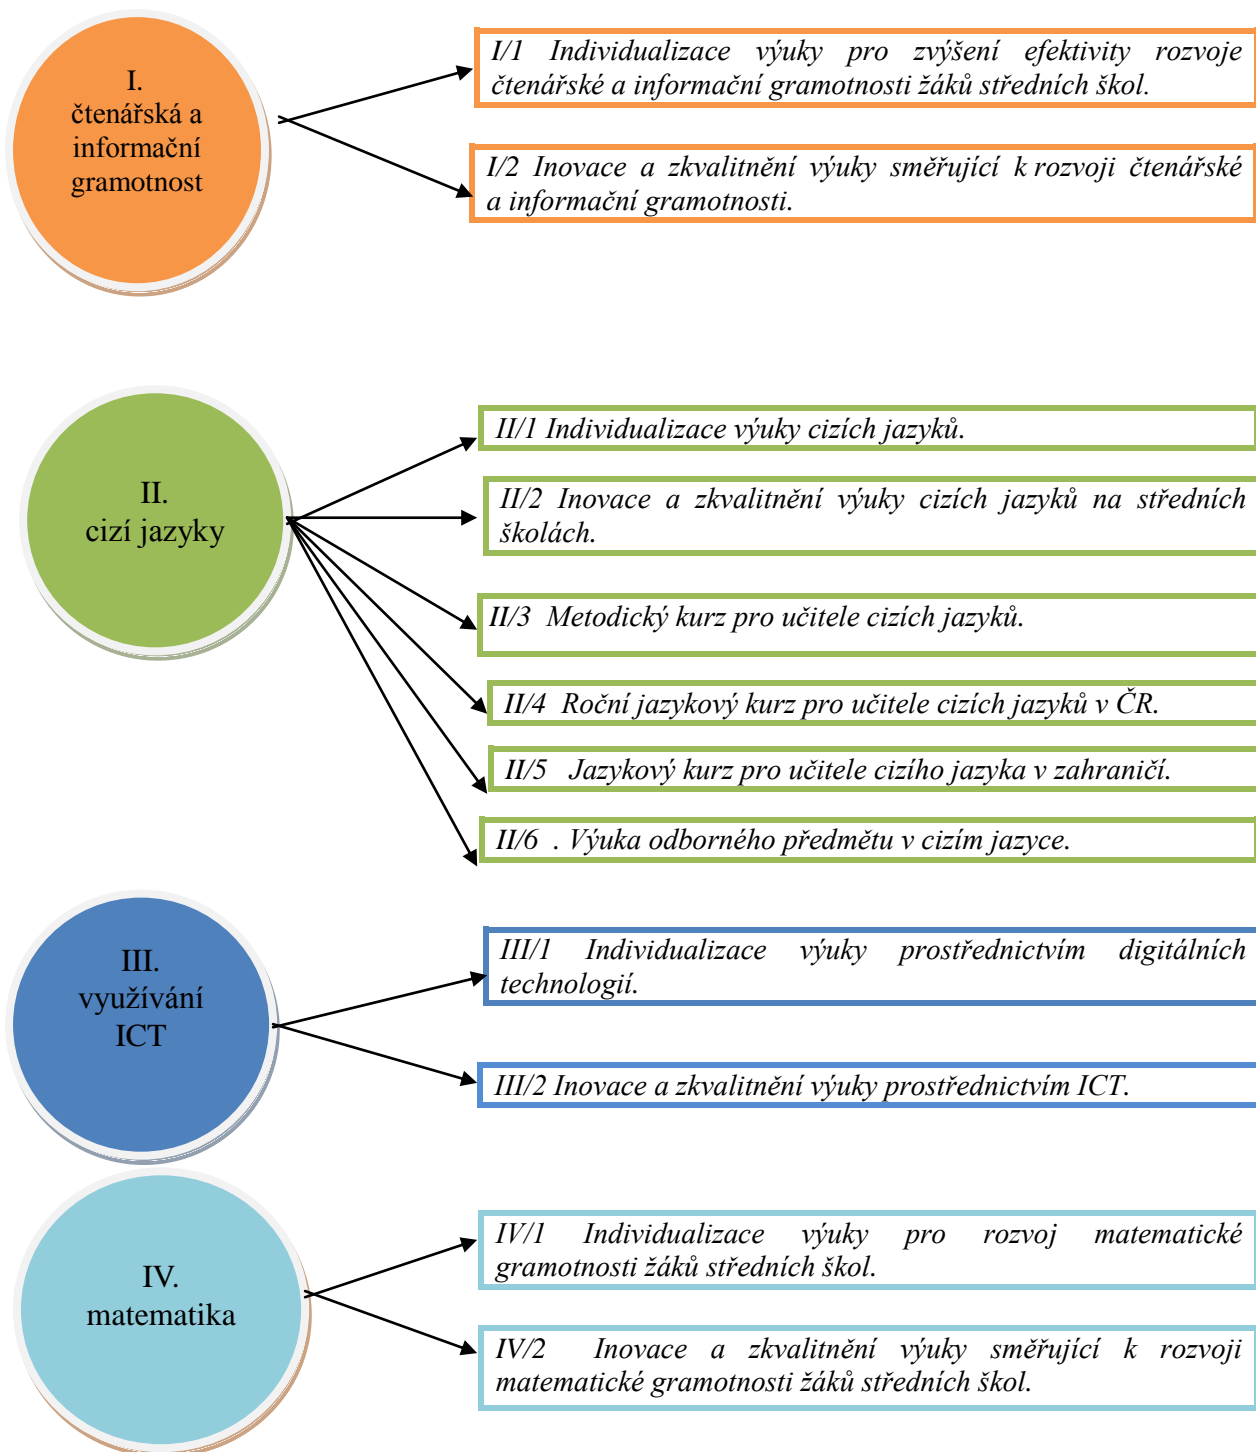 I.
čtenářská a
informační
gramotnost
I/1 Individualizace výuky pro zvýšení efektivity rozvoje
čtenářské a informační gramotnosti žáků středních škol.
I/2 Inovace a zkvalitnění výuky směřující k rozvoji čtenářské
a informační gramotnosti.
II.
cizí jazyky
II/1 Individualizace výuky cizích jazyků.
II/2 Inovace a zkvalitnění výuky cizích jazyků na středních
školách.
II/3 Metodický kurz pro učitele cizích jazyků.
II/4 Roční jazykový kurz pro učitele cizích jazyků v ČR.
II/5 Jazykový kurz pro učitele cizího jazyka v zahraničí.
II/6 . Výuka odborného předmětu v cizím jazyce.
III.
využívání
ICT
III/1 Individualizace výuky prostřednictvím digitálních
technologií.
III/2 Inovace a zkvalitnění výuky prostřednictvím ICT.
IV.
matematika
IV/1 Individualizace výuky pro rozvoj matematické
gramotnosti žáků středních škol.
IV/2 Inovace a zkvalitnění výuky směřující k rozvoji
matematické gramotnosti žáků středních škol.